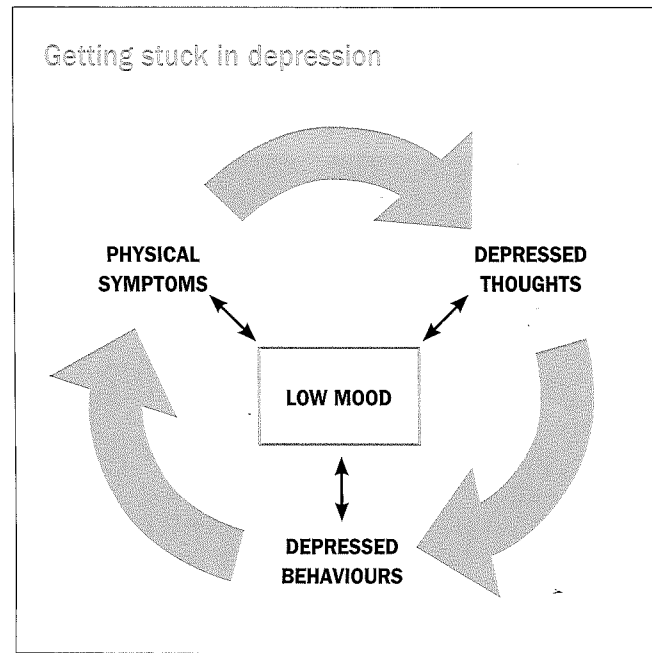 Getting stuck in depression
PHYSICAL
SYMPTOMS
DEPRESSED
THOUGHTS
LOW MOOD
DEPRESSED
BEHAVIOURS